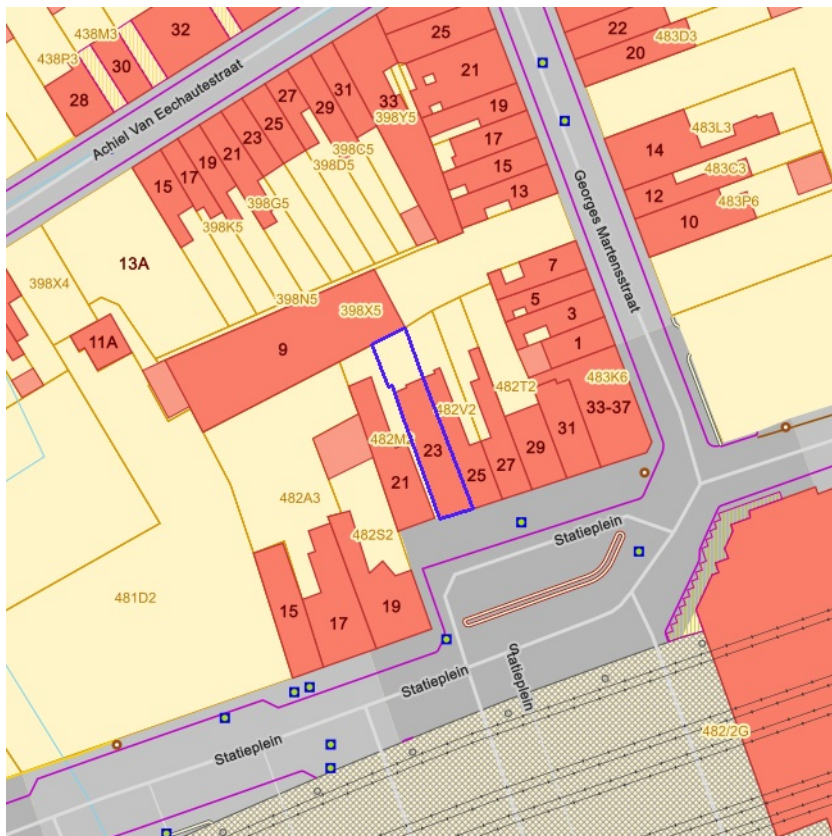 438M3
438P3
32
30
28
25
22
483D3
20
Achiel Van Eechautestraat
31
27
33
29
25
398Y5
23
21
19
17
15
398C5
398D5
398G5
398K5
21
19
17
15
13
14
483L3
12
483C3
10
483P6
Georges Martensstraat
398X4
13A
398N5
398X5
11A
9
7
5
3
1
482T2
483K6
482V2
482M2
33-37
31
29
27
25
23
21
482A3
482S2
481D2
15
17
19
Statieplein
Statieplein
Statieplein
Statieplein
482/2G